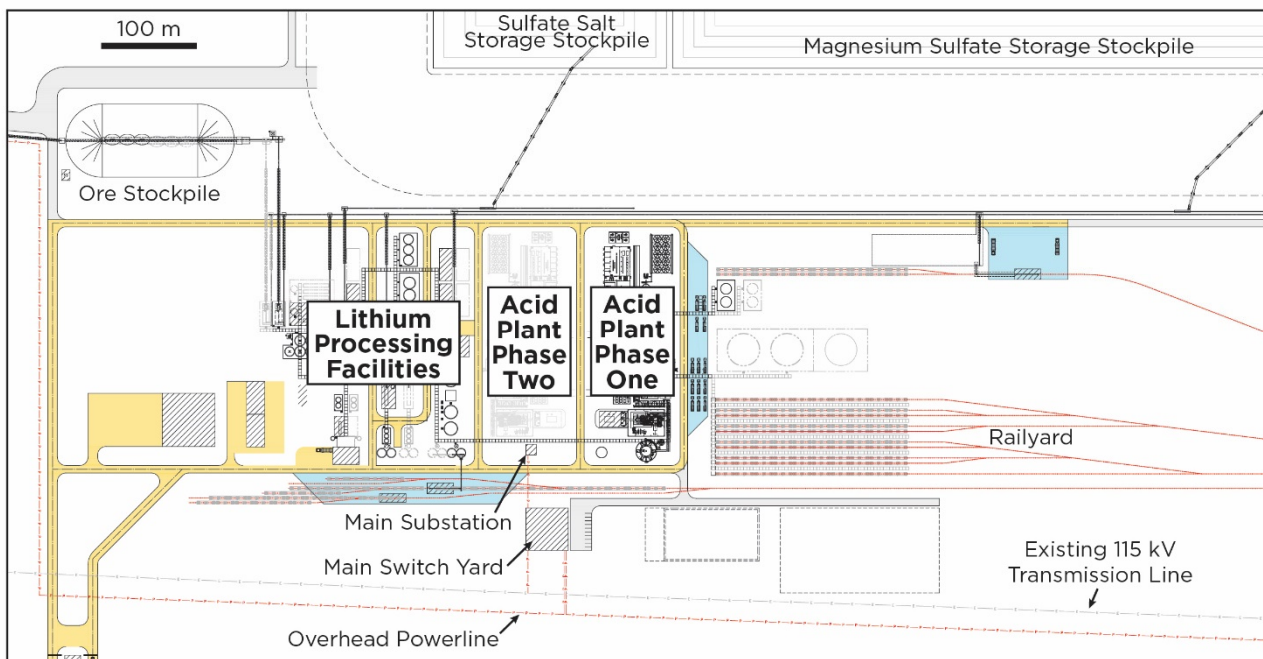 100 m
Sulfate Salt
Storage Stockpile
Magnesium Sulfate Storage Stockpile
Ore Stockpile
Lithium
Processing
Facilities
Acid
Plant
Phase
Two
Acid
Plant
Phase
One
Railyard
Main Substation
Main Switch Yard
Existing 115 kV
Transmission Line
Overhead Powerline